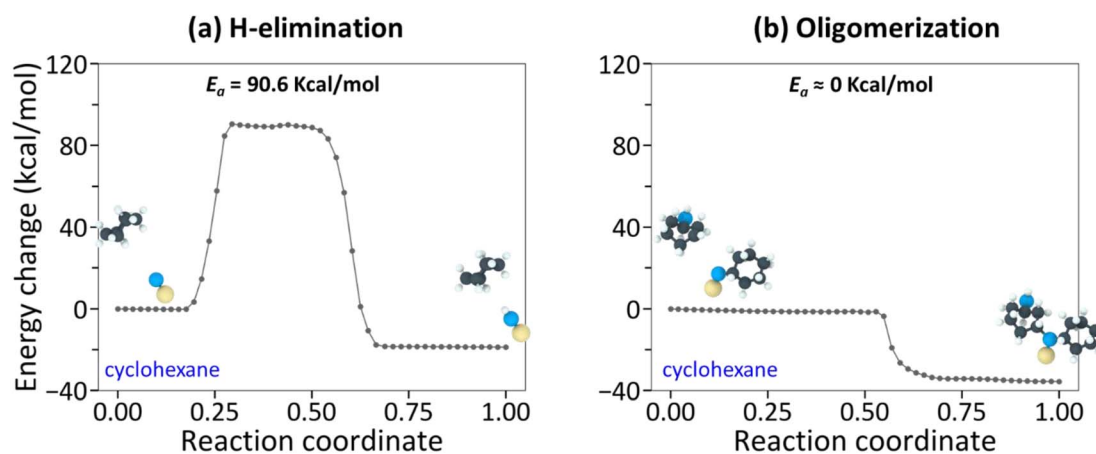 (a) H-elimination
(b) Oligomerization
Energy change (kcal/mol)
120
80
40
0
−40
E_a = 90.6 Kcal/mol
cyclohexane
0.00 0.25 0.50 0.75 1.00
Reaction coordinate
120
80
40
0
−40
E_a ≈ 0 Kcal/mol
cyclohexane
0.00 0.25 0.50 0.75 1.00
Reaction coordinate